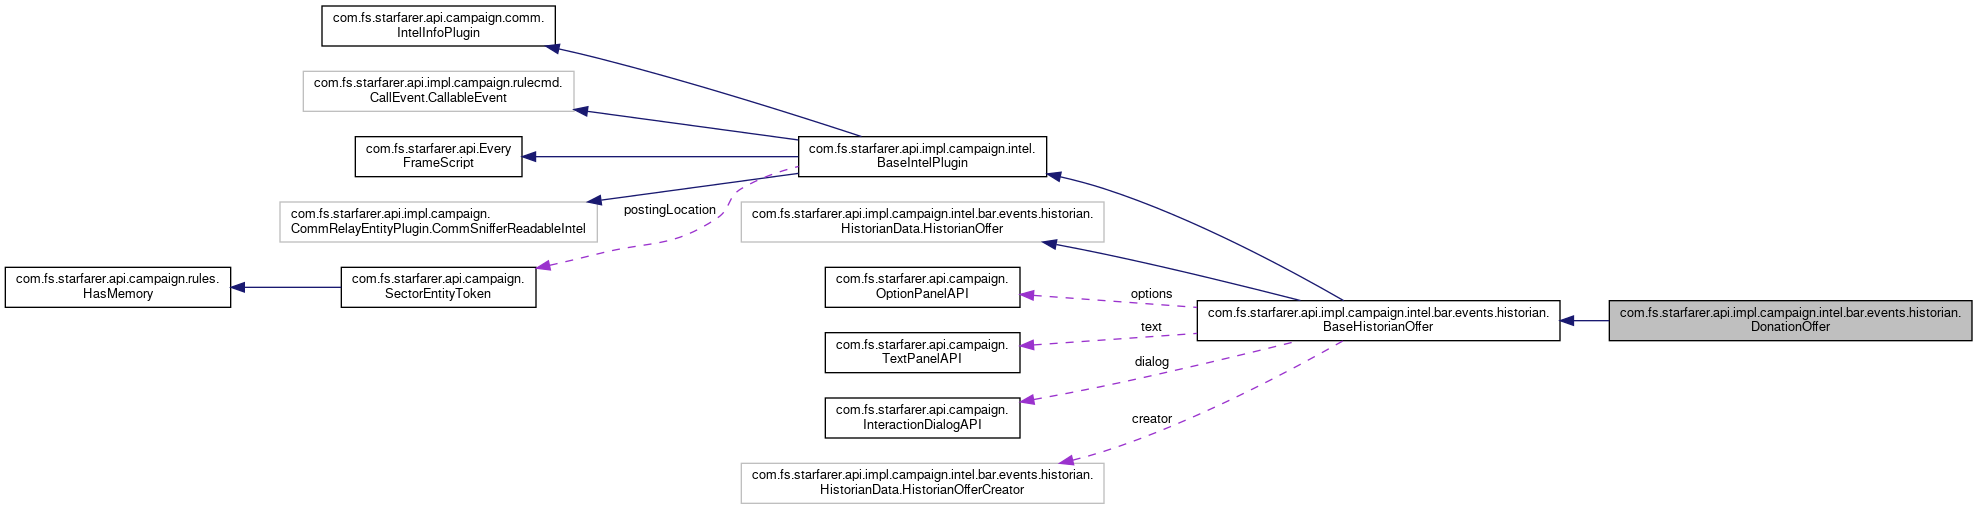 com.fs.starfarer.api.campaign.comm.
IntelInfoPlugin
com.fs.starfarer.api.impl.campaign.rulecmd.
CallEvent.CallableEvent
com.fs.starfarer.api.Every
FrameScript
com.fs.starfarer.api.impl.campaign.intel.
BaseIntelPlugin
com.fs.starfarer.api.impl.campaign.
CommRelayEntityPlugin.CommSnifferReadableIntel
postingLocation
com.fs.starfarer.api.impl.campaign.intel.bar.events.historian.
HistorianData.HistorianOffer
com.fs.starfarer.api.campaign.rules.
HasMemory
com.fs.starfarer.api.campaign.
SectorEntityToken
com.fs.starfarer.api.campaign.
OptionPanelAPI
options
com.fs.starfarer.api.impl.campaign.intel.bar.events.historian.
BaseHistorianOffer
com.fs.starfarer.api.impl.campaign.intel.bar.events.historian.
DonationOffer
text
com.fs.starfarer.api.campaign.
TextPanelAPI
dialog
com.fs.starfarer.api.campaign.
InteractionDialogAPI
creator
com.fs.starfarer.api.impl.campaign.intel.bar.events.historian.
HistorianData.HistorianOfferCreator